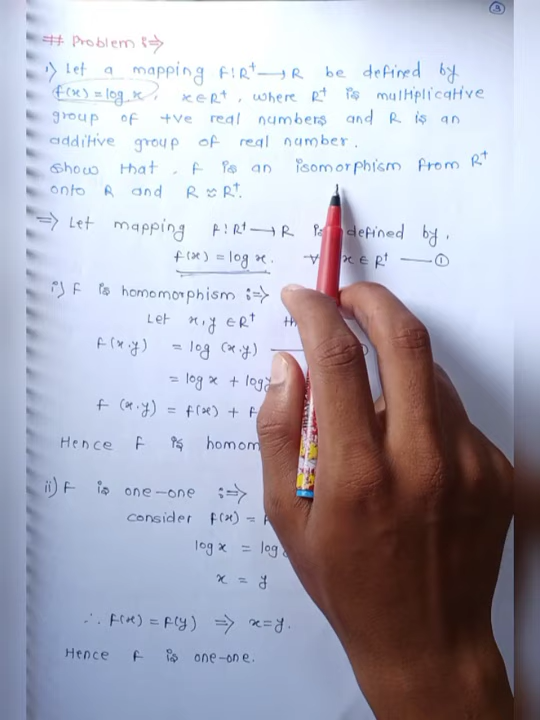 3
## Problem :⇒
1) Let a mapping f: R⁺ ⟶ R be defined by
f(x) = log x, x ∈ R⁺, where R⁺ is multiplicative
group of +ve real numbers and R is an
additive group of real number.
show that, f is an isomorphism from R⁺
onto R and R ≈ R⁺.
⇒ Let mapping f: R⁺ ⟶ R is defined by.
f(x) = log x. ∀ x ∈ R⁺ —— ①
i) f is homomorphism :⇒
Let x, y ∈ R⁺
f(x·y) = log (x·y) ——
= log x + log y
f (x·y) = f(x) + f
Hence f is homom
ii) f is one-one :⇒
consider f(x) = f
log x = log
x = y
∴ f(x) = f(y) ⇒ x = y.
Hence f is one-one.